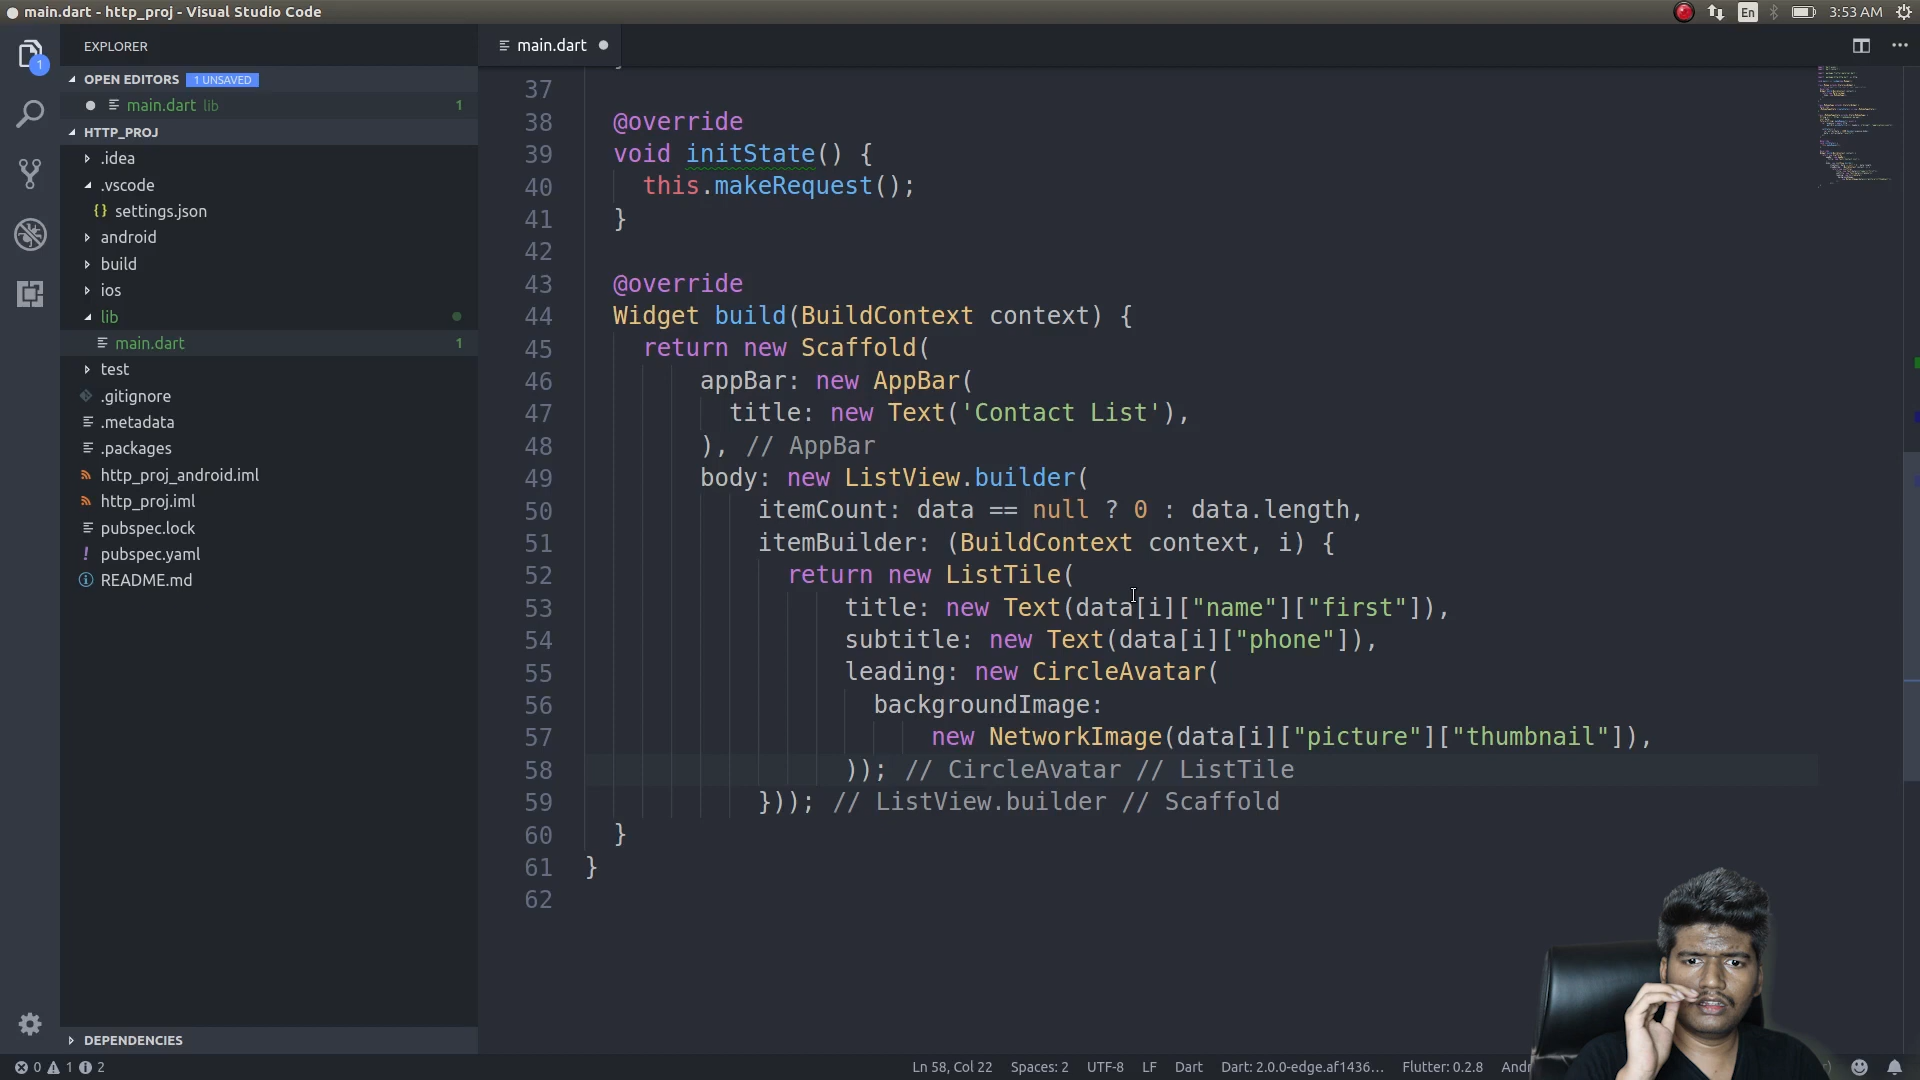 main.dart - http_proj - Visual Studio Code
En
3:53 AM
EXPLORER
OPEN EDITORS 1 UNSAVED
main.dart lib 1
HTTP_PROJ
.idea
.vscode
{} settings.json
android
build
ios
lib
main.dart 1
test
.gitignore
.metadata
.packages
http_proj_android.iml
http_proj.iml
pubspec.lock
! pubspec.yaml
README.md
DEPENDENCIES
1
main.dart
37
38 @override
39 void initState() {
40 this.makeRequest();
41 }
42
43 @override
44 Widget build(BuildContext context) {
45 return new Scaffold(
46 appBar: new AppBar(
47 title: new Text('Contact List'),
48 ), // AppBar
49 body: new ListView.builder(
50 itemCount: data == null ? 0 : data.length,
51 itemBuilder: (BuildContext context, i) {
52 return new ListTile(
53 title: new Text(data[i]["name"]["first"]),
54 subtitle: new Text(data[i]["phone"]),
55 leading: new CircleAvatar(
56 backgroundImage:
57 new NetworkImage(data[i]["picture"]["thumbnail"]),
58 )); // CircleAvatar // ListTile
59 })); // ListView.builder // Scaffold
60 }
61 }
62
0 1 2
Ln 58, Col 22
Spaces: 2
UTF-8
LF
Dart
Dart: 2.0.0-edge.af1436...
Flutter: 0.2.8